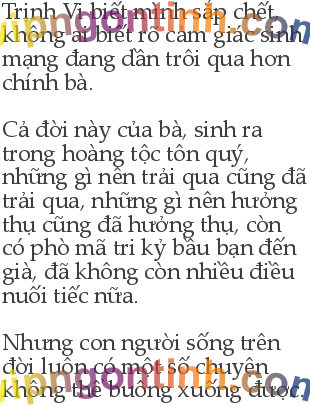 Trịnh Vi biết mình sắp chết,
không ai biết rõ cảm giác sinh
mạng đang dần trôi qua hơn
chính bà.
Cả đời này của bà, sinh ra
trong hoàng tộc tôn quý,
những gì nên trải qua cũng đã
trải qua, những gì nên hưởng
thụ cũng đã hưởng thụ, còn
có phò mã tri kỷ bầu bạn đến
già, đã không còn nhiều điều
nuối tiếc nữa.
Nhưng con người sống trên
đời luôn có một số chuyện
không thể buông xuống được.